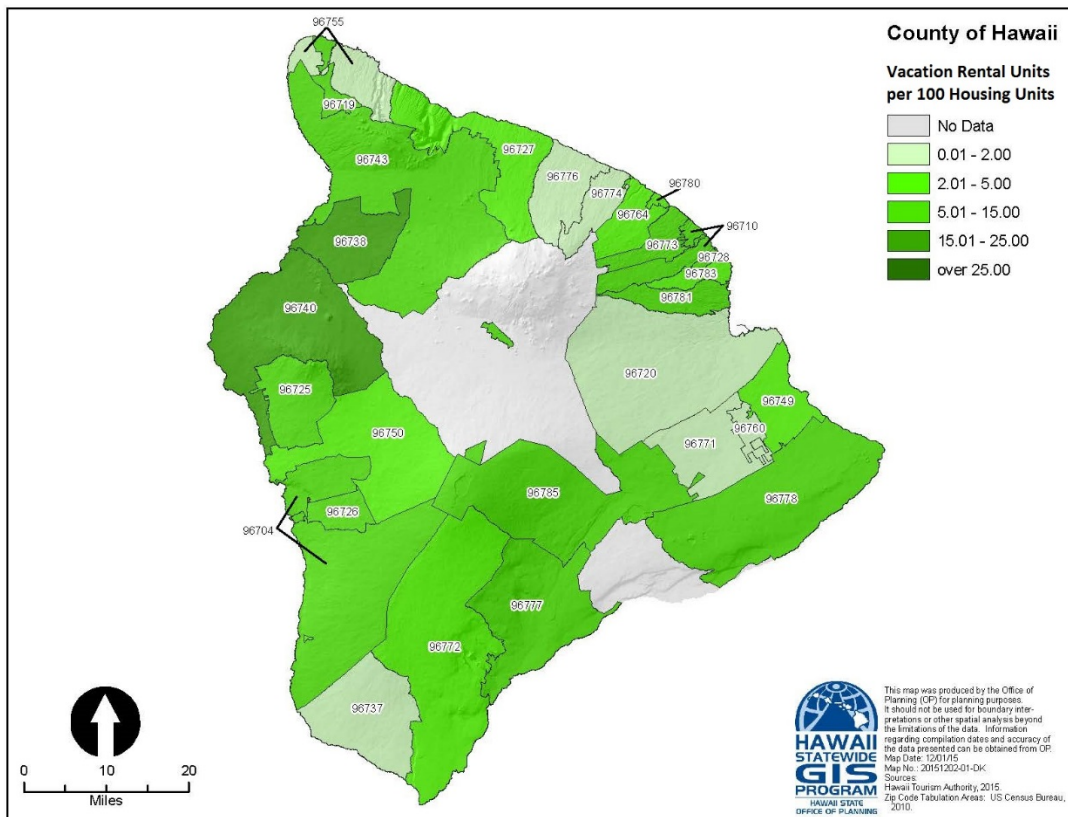 County of Hawaii
Vacation Rental Units
per 100 Housing Units
No Data
0.01 - 2.00
2.01 - 5.00
5.01 - 15.00
15.01 - 25.00
over 25.00
96755
96719
96743
96727
96776
96774
96780
96764
96710
96773
96728
96783
96781
96738
96740
96720
96725
96749
96750
96760
96771
96785
96778
96726
96704
96777
96772
96737
0 10 20
Miles
HAWAII
STATEWIDE
GIS
PROGRAM
HAWAII STATE
OFFICE OF PLANNING
This map was produced by the Office of
Planning (OP) for planning purposes.
It should not be used for boundary inter-
pretations or other spatial analysis beyond
the limitations of the data. Information
regarding compilation dates and accuracy of
the data presented can be obtained from OP.
Map Date: 12/01/15
Map No.: 20151202-01-DK
Sources:
Hawaii Tourism Authority, 2015.
Zip Code Tabulation Areas: US Census Bureau,
2010.